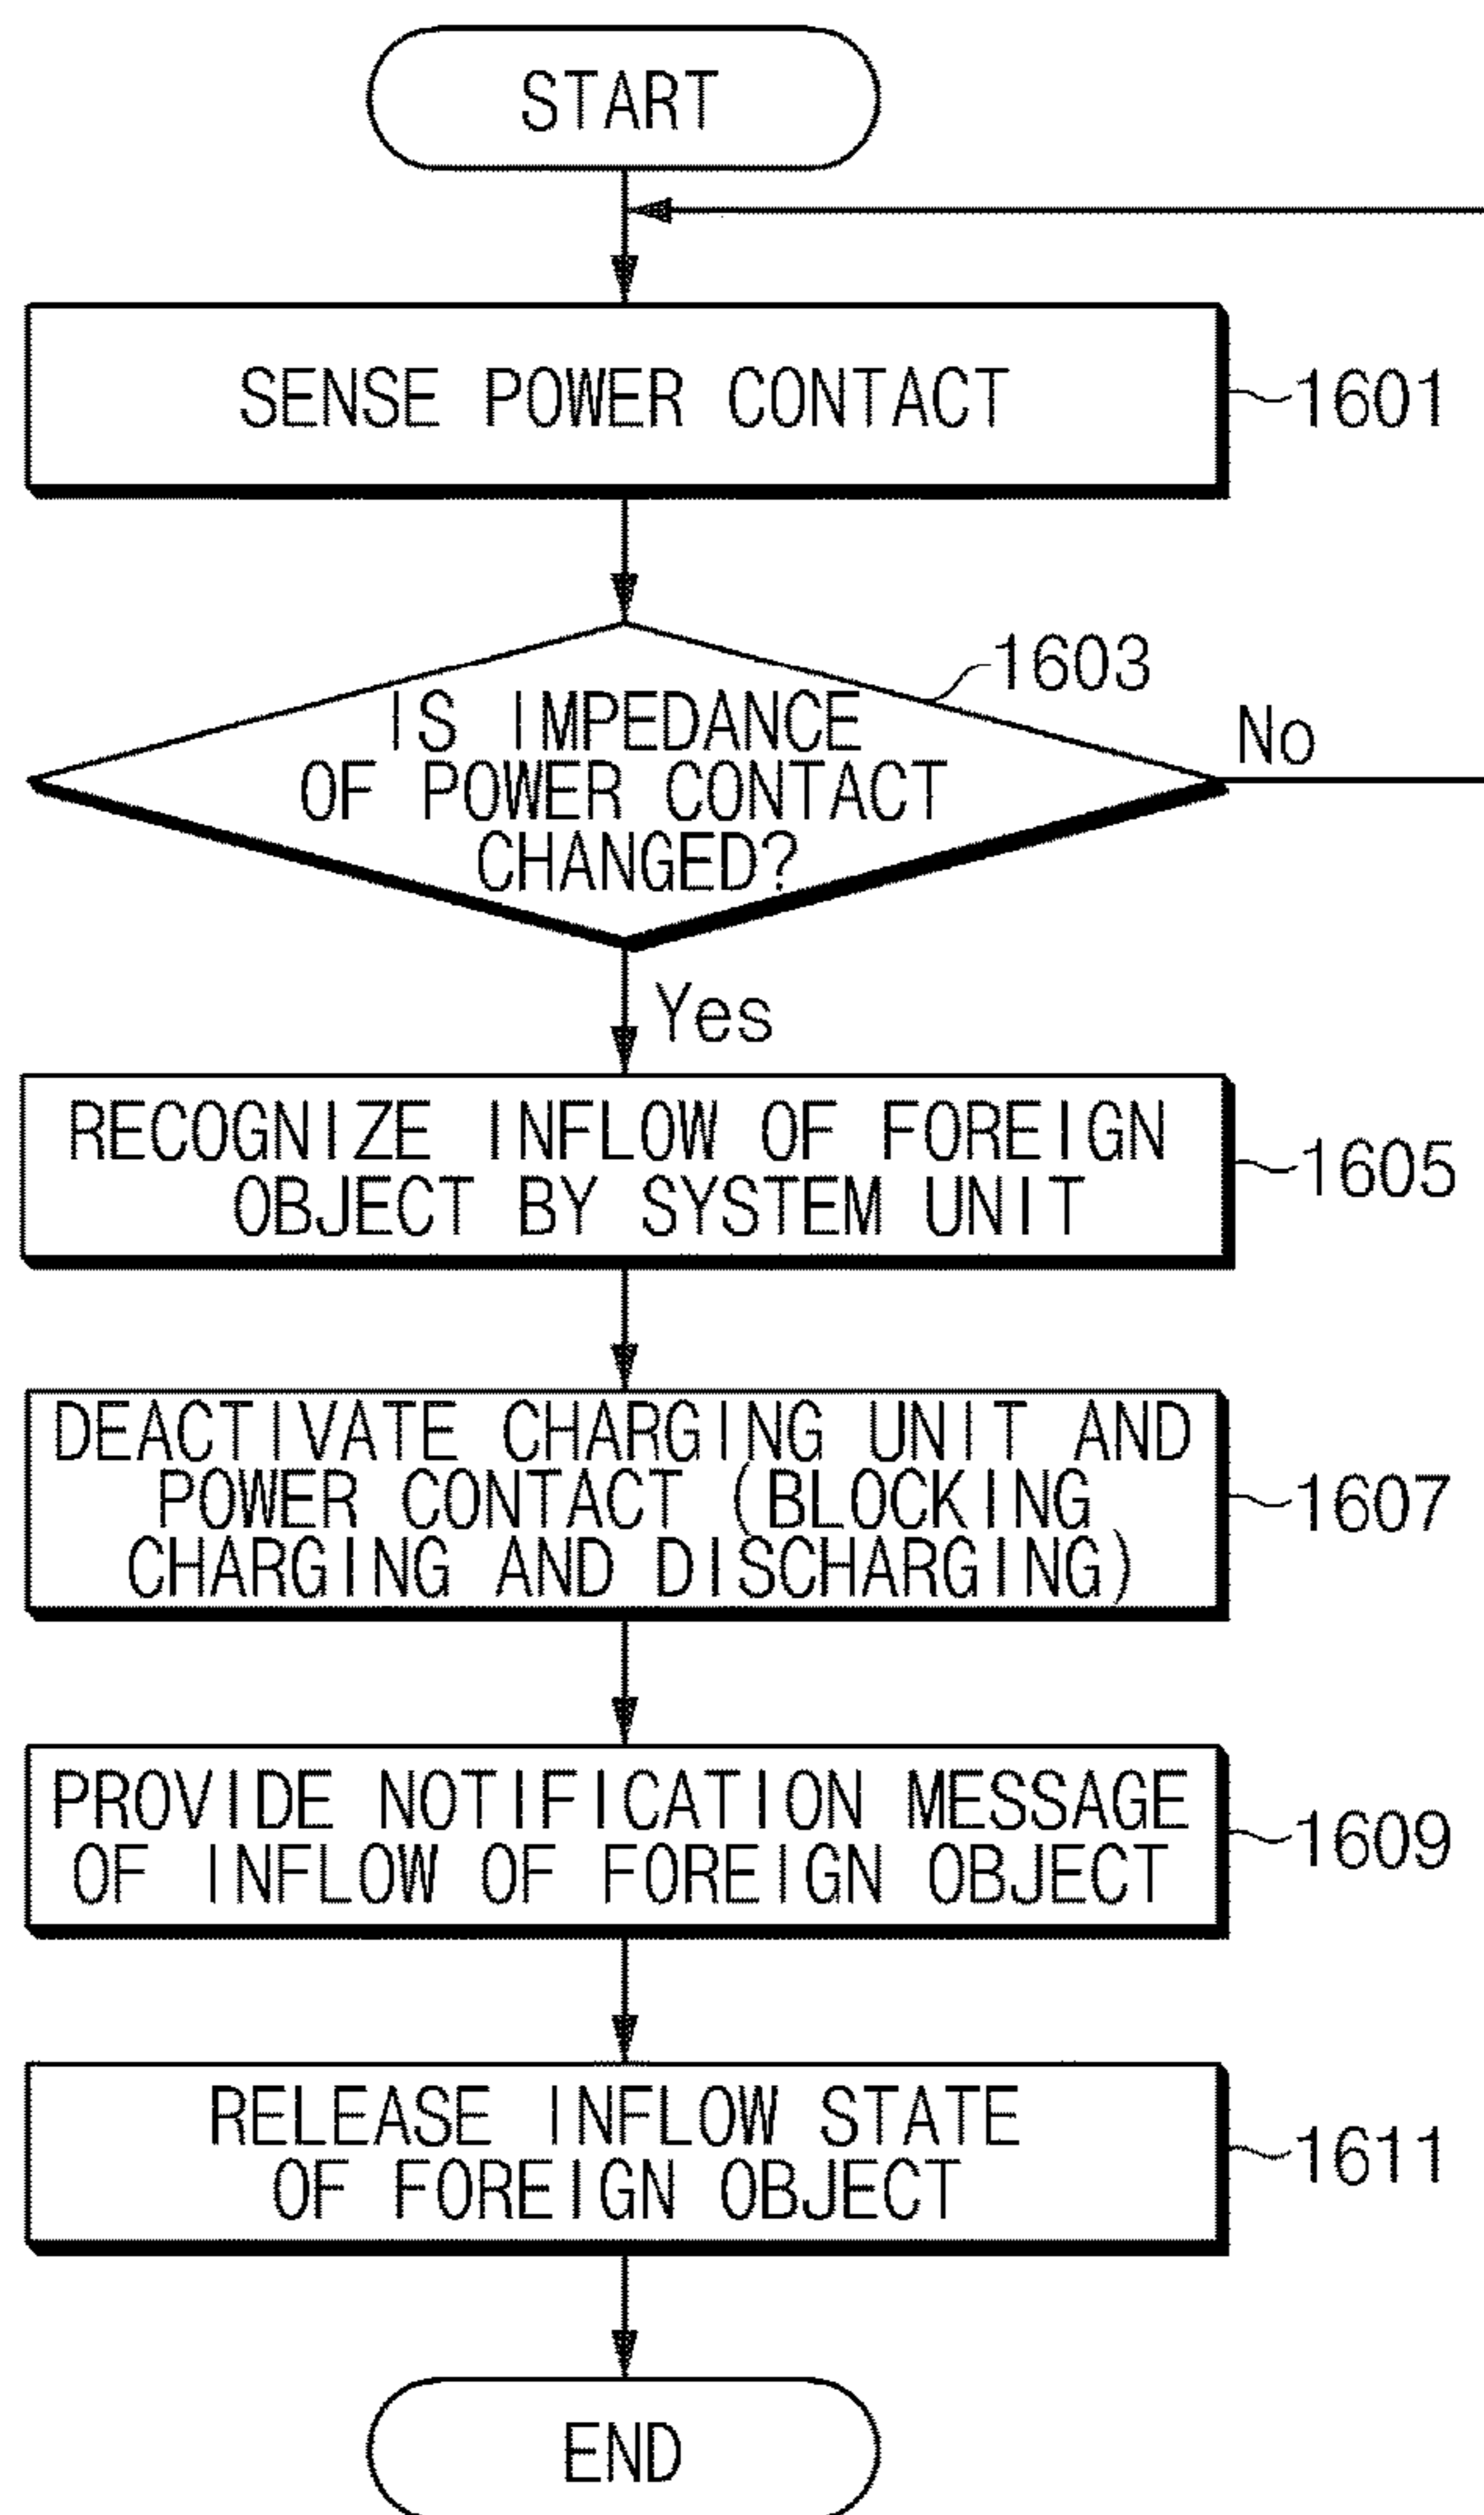 START
SENSE POWER CONTACT
1601
1603
IS IMPEDANCE
OF POWER CONTACT
CHANGED?
No
Yes
RECOGNIZE INFLOW OF FOREIGN
OBJECT BY SYSTEM UNIT
1605
DEACTIVATE CHARGING UNIT AND
POWER CONTACT (BLOCKING
CHARGING AND DISCHARGING)
1607
PROVIDE NOTIFICATION MESSAGE
OF INFLOW OF FOREIGN OBJECT
1609
RELEASE INFLOW STATE
OF FOREIGN OBJECT
1611
END